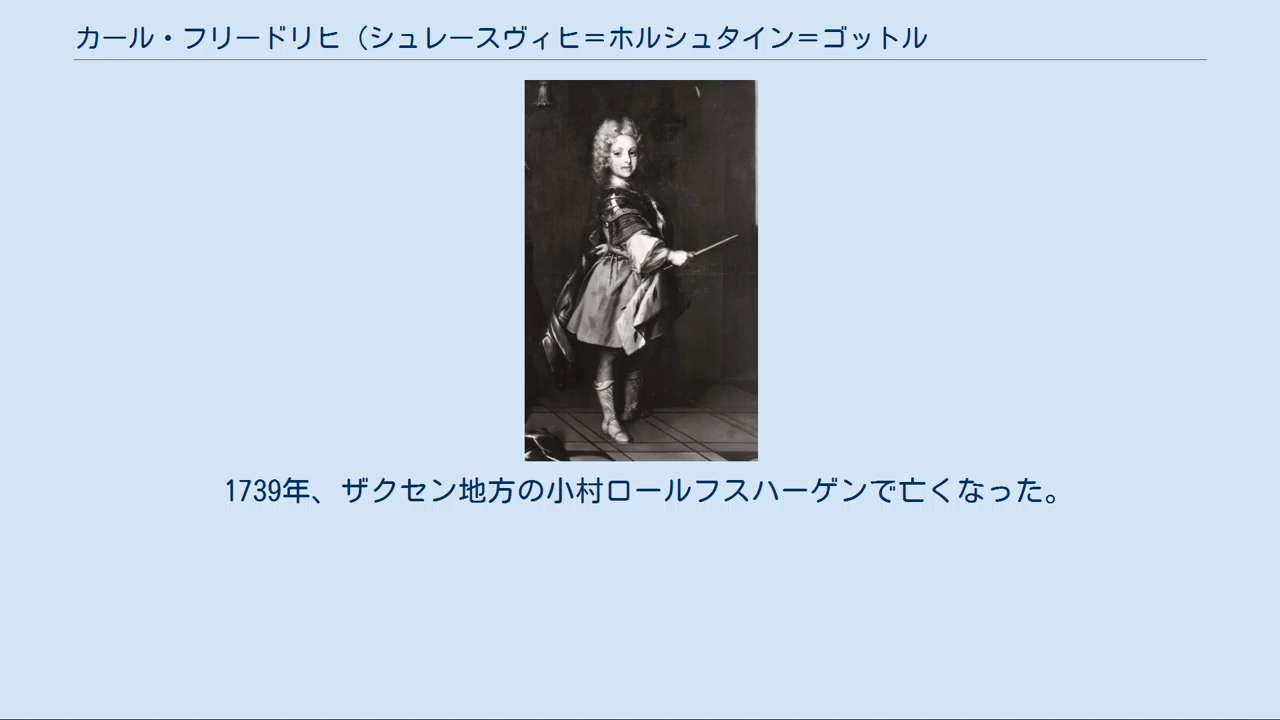 カール・フリードリヒ（シュレースヴィヒ＝ホルシュタイン＝ゴットル
1739年、ザクセン地方の小村ロールフスハーゲンで亡くなった。